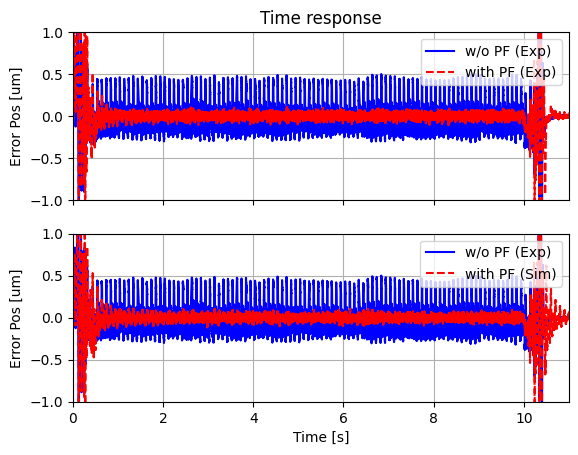 Time response
1.0
0.5
0.0
−0.5
−1.0
Error Pos [um]
w/o PF (Exp)
with PF (Exp)
1.0
0.5
0.0
−0.5
−1.0
Error Pos [um]
w/o PF (Exp)
with PF (Sim)
0 2 4 6 8 10
Time [s]